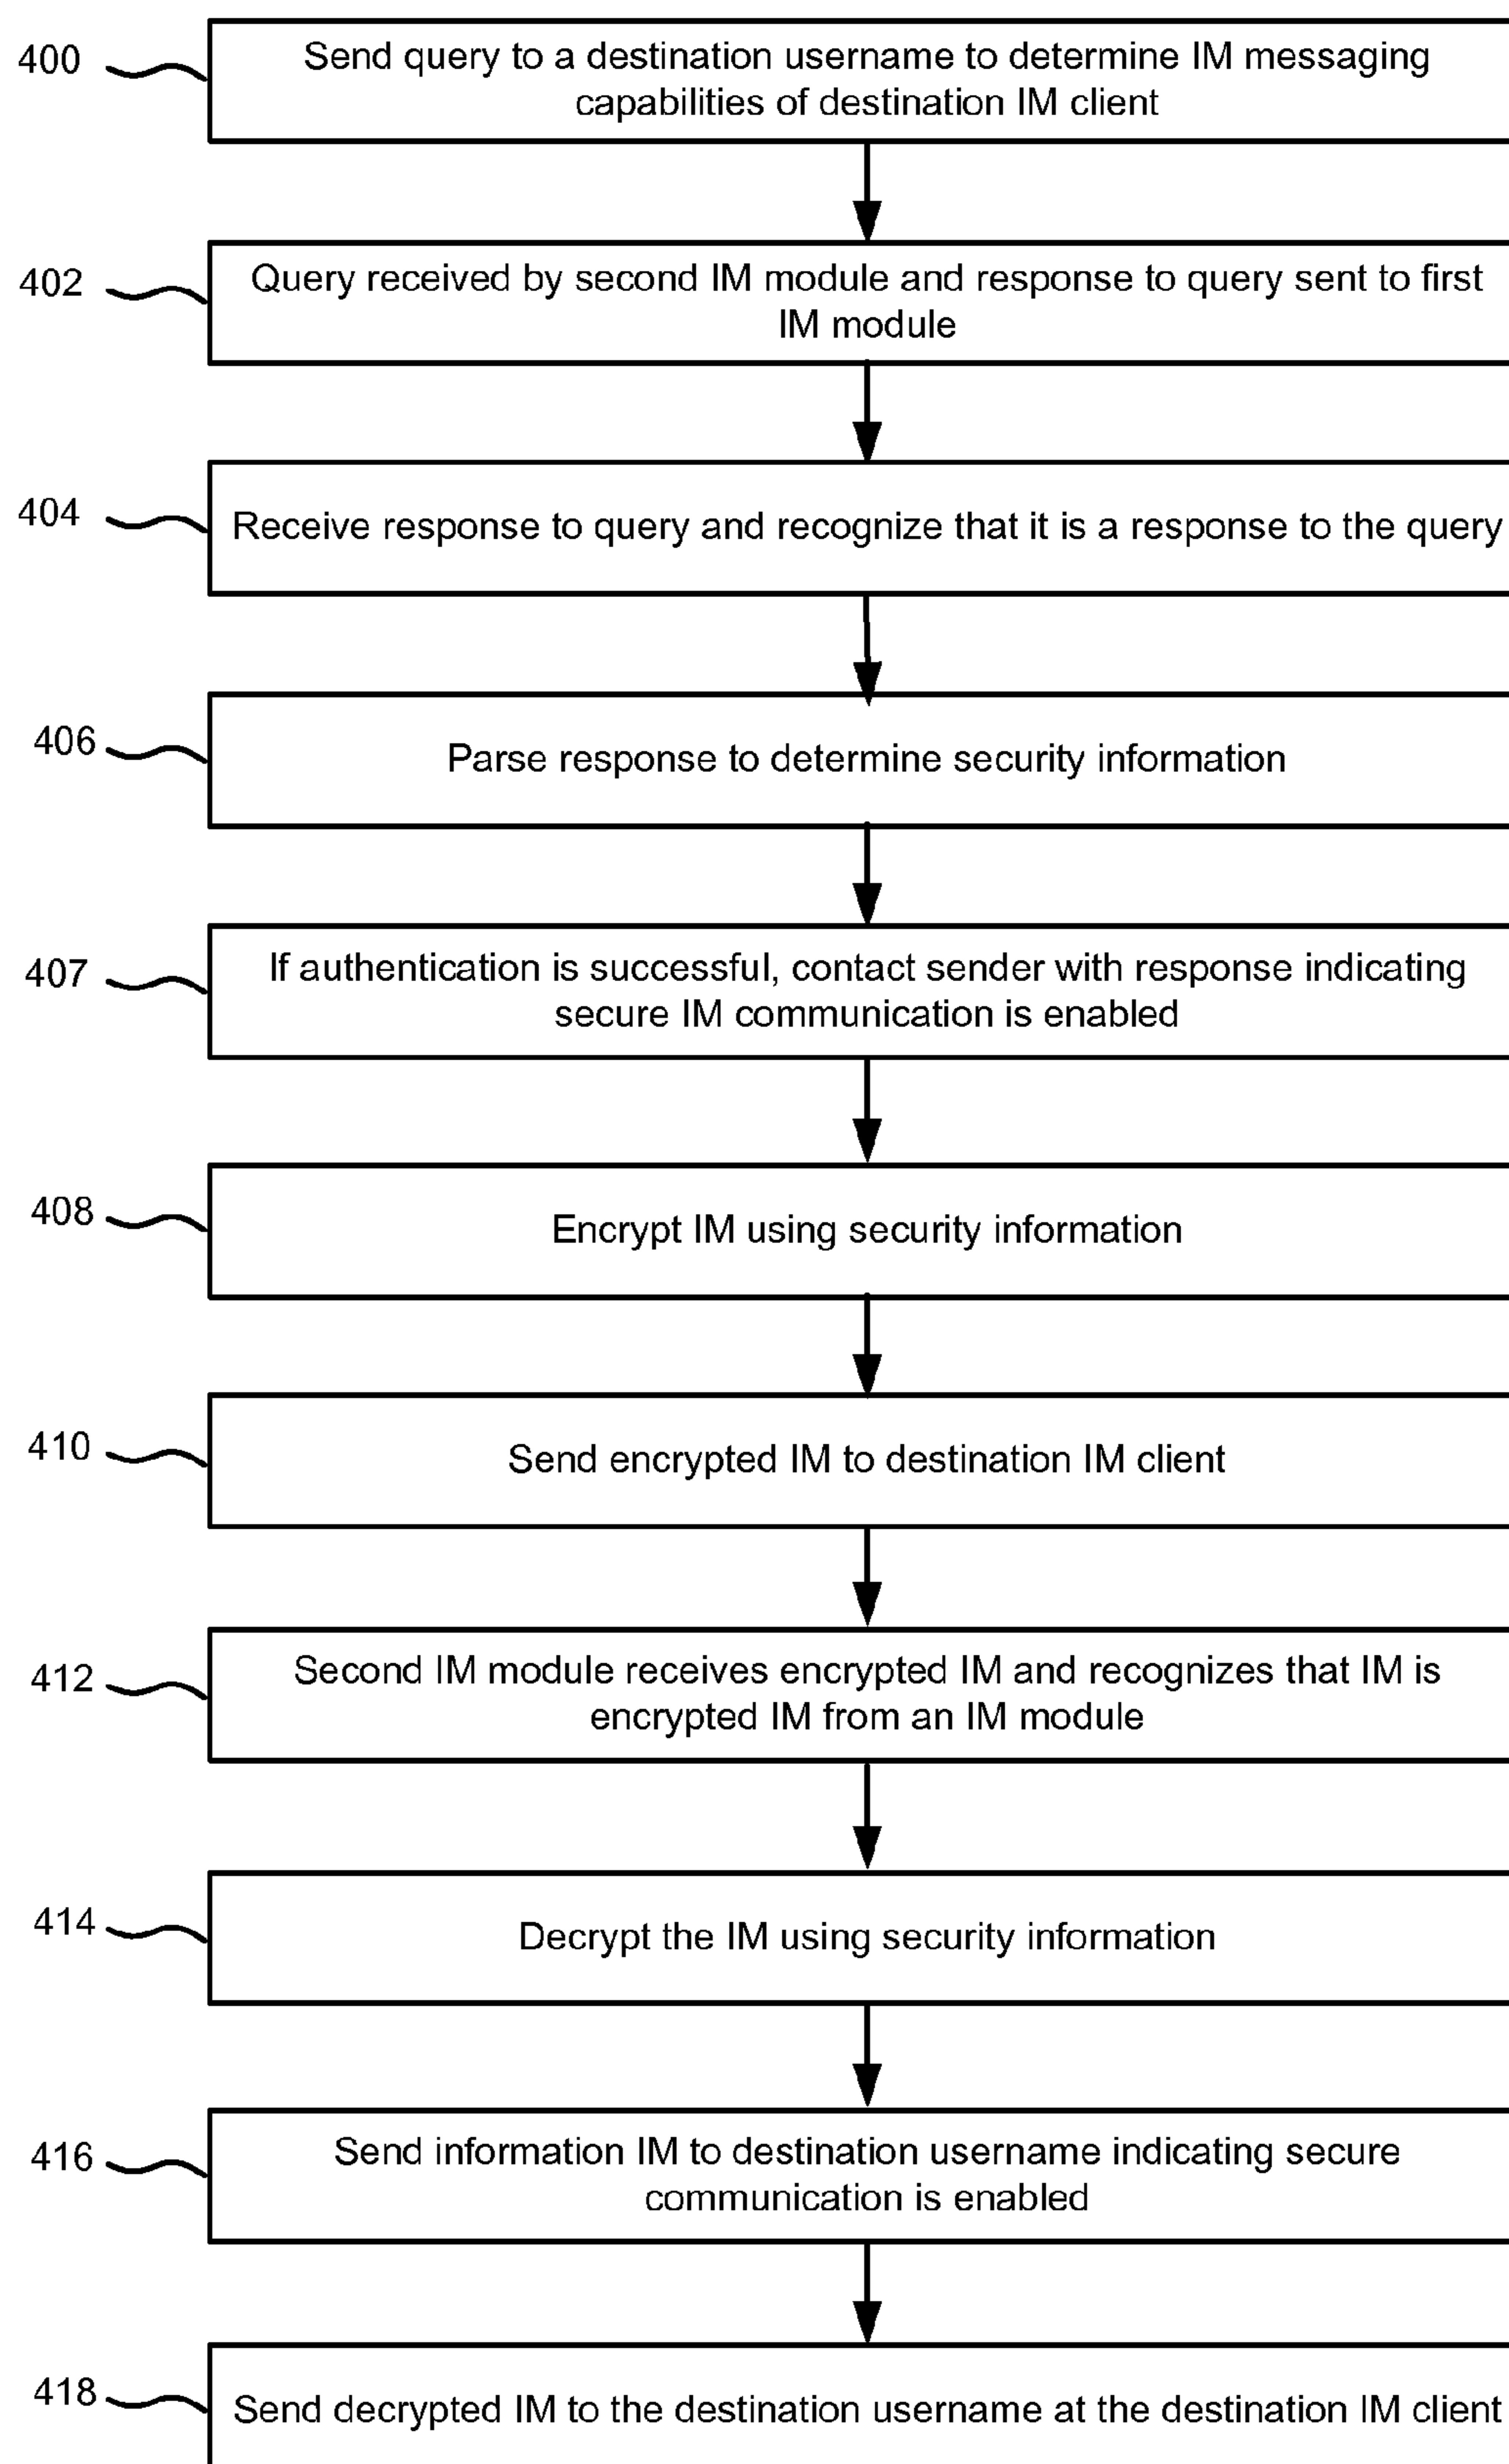 400
Send query to a destination username to determine IM messaging
capabilities of destination IM client
402
Query received by second IM module and response to query sent to first
IM module
404
Receive response to query and recognize that it is a response to the query
406
Parse response to determine security information
407
If authentication is successful, contact sender with response indicating
secure IM communication is enabled
408
Encrypt IM using security information
410
Send encrypted IM to destination IM client
412
Second IM module receives encrypted IM and recognizes that IM is
encrypted IM from an IM module
414
Decrypt the IM using security information
416
Send information IM to destination username indicating secure
communication is enabled
418
Send decrypted IM to the destination username at the destination IM client